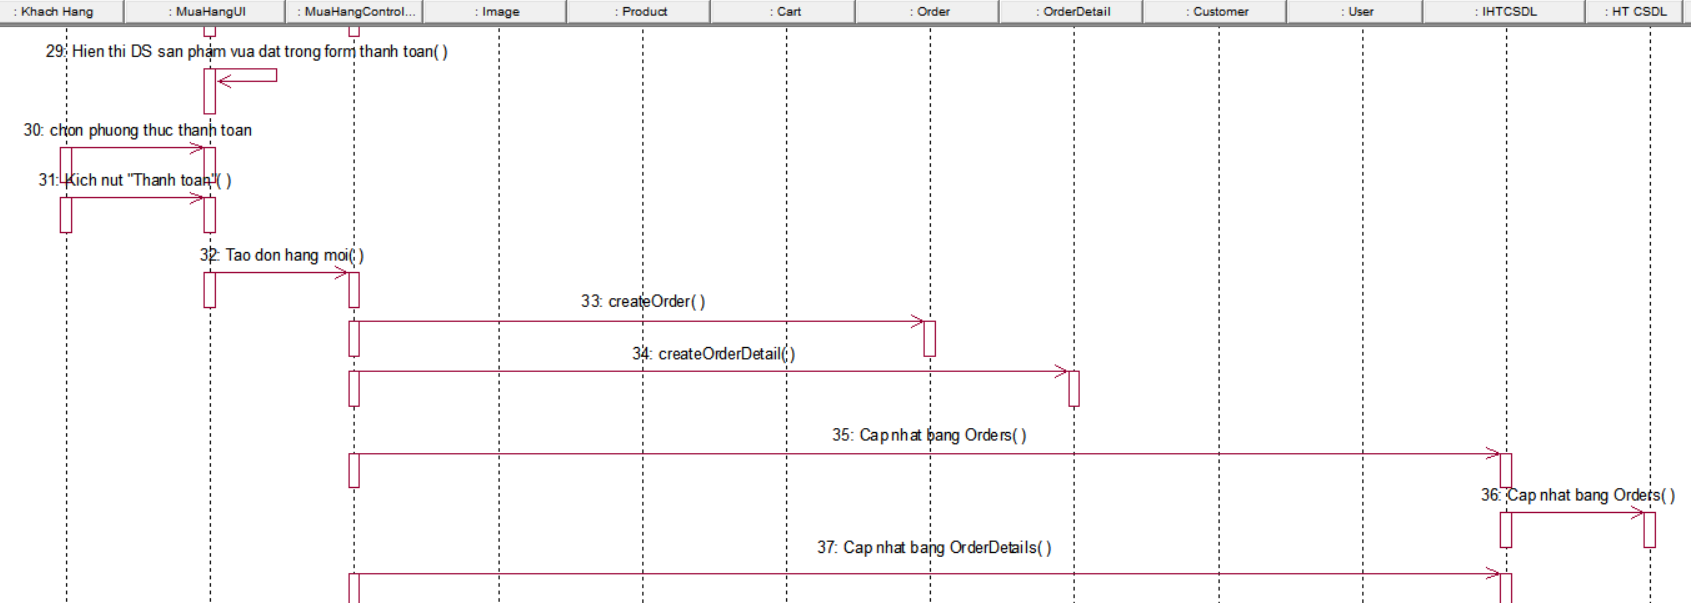 : Khach Hang
: MuaHangUI
: MuaHangControl...
: Image
: Product
: Cart
: Order
: OrderDetail
: Customer
: User
: IHTCSDL
: HT CSDL
29: Hien thi DS san pham vua dat trong form thanh toan( )
30: chon phuong thuc thanh toan
31: Kich nut "Thanh toan"( )
32: Tao don hang moi( )
33: createOrder( )
34: createOrderDetail( )
35: Cap nhat bang Orders( )
36: Cap nhat bang Orders( )
37: Cap nhat bang OrderDetails( )